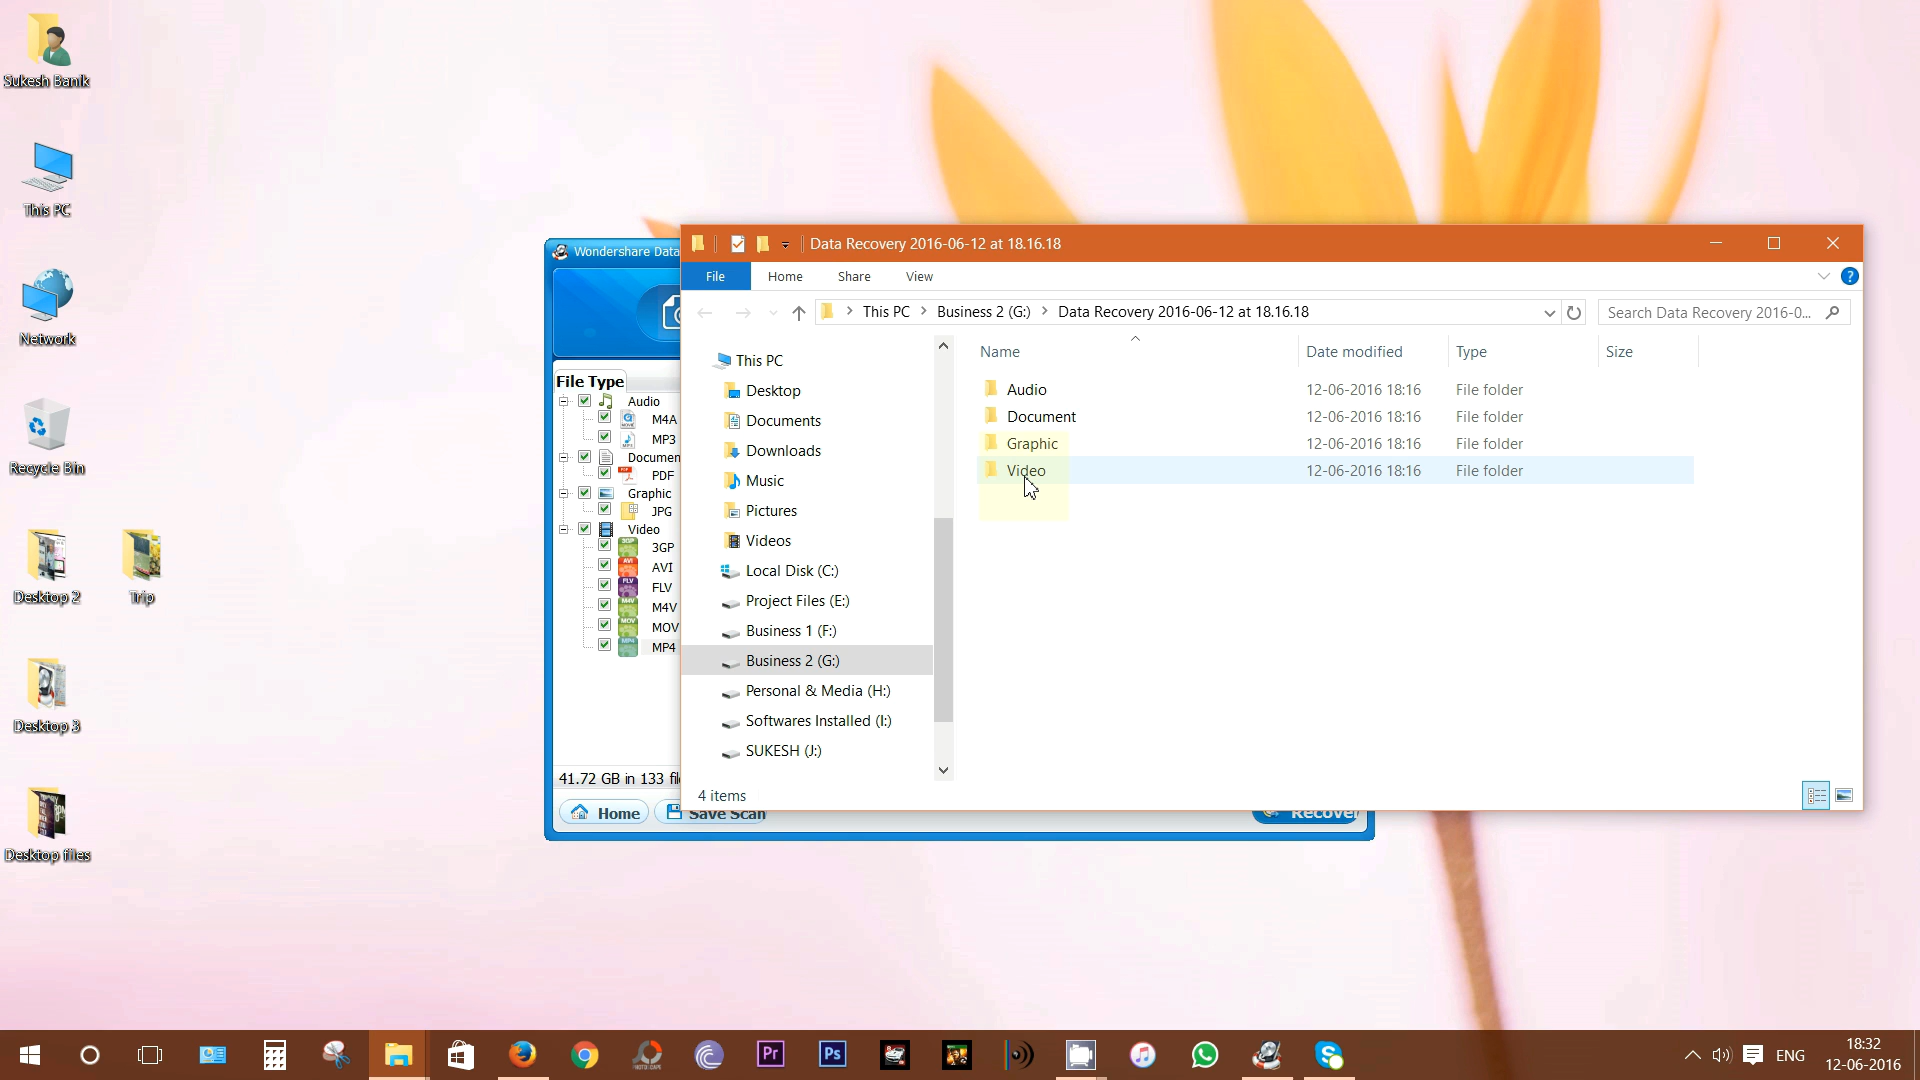 Sukesh Banik
This PC
Network
Recycle Bin
Desktop 2
Trip
Desktop 3
Desktop files
Wondershare Data
File Type
Audio
M4A
MP3
Documen
PDF
Graphic
JPG
Video
3GP
AVI
FLV
M4V
MOV
MP4
41.72 GB in 133 fil
Home
Save Scan
Recover
Data Recovery 2016-06-12 at 18.16.18
File
Home
Share
View
This PC
Business 2 (G:)
Data Recovery 2016-06-12 at 18.16.18
Search Data Recovery 2016-0...
This PC
Desktop
Documents
Downloads
Music
Pictures
Videos
Local Disk (C:)
Project Files (E:)
Business 1 (F:)
Business 2 (G:)
Personal & Media (H:)
Softwares Installed (I:)
SUKESH (J:)
Name Date modified Type Size
Audio 12-06-2016 18:16 File folder
Document 12-06-2016 18:16 File folder
Graphic 12-06-2016 18:16 File folder
Video 12-06-2016 18:16 File folder
4 items
Pr
Ps
ENG
18:32
12-06-2016